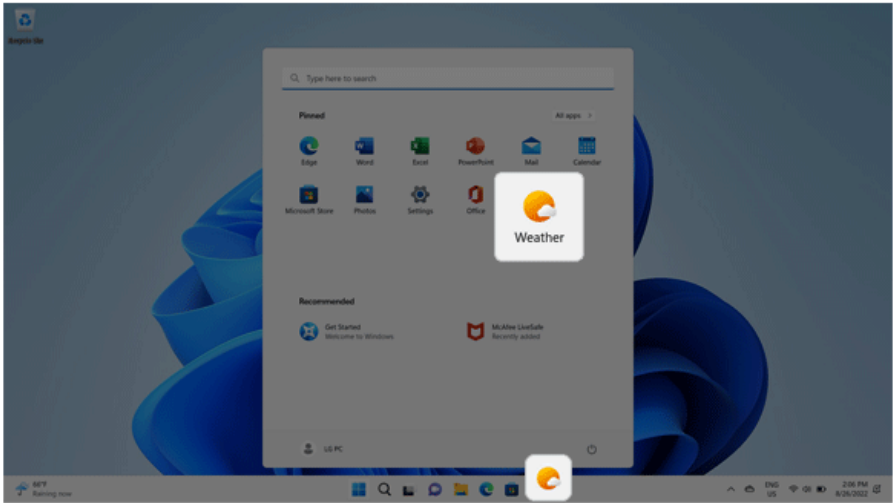 Recycle Bin
Type here to search
Pinned
All apps >
Edge
Word
Excel
PowerPoint
Mail
Calendar
Microsoft Store
Photos
Settings
Office
Weather
Recommended
Get Started
Welcome to Windows
McAfee LiveSafe
Recently added
LG PC
66°F
Raining now
ENG
US
2:06 PM
8/26/2022